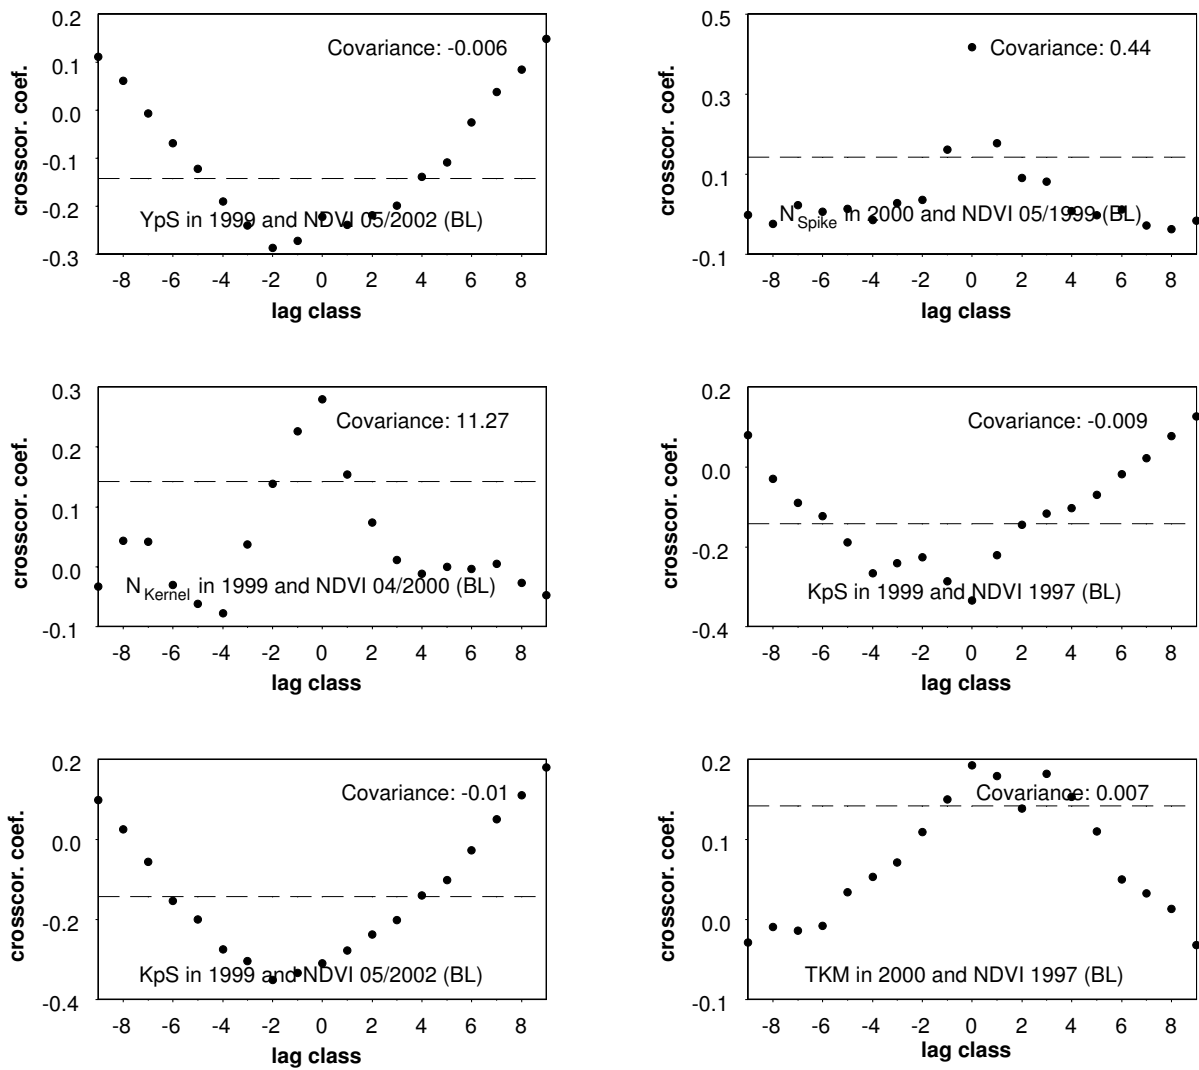 0.2
0.1
0.0
-0.1
-0.2
-0.3
crosscor. coef.
Covariance: -0.006
YpS in 1999 and NDVI 05/2002 (BL)
-8 -6 -4 -2 0 2 4 6 8
lag class
0.5
0.3
0.1
-0.1
crosscor. coef.
Covariance: 0.44
N Spike in 2000 and NDVI 05/1999 (BL)
-8 -6 -4 -2 0 2 4 6 8
lag class
0.3
0.2
0.1
0.0
-0.1
crosscor. coef.
Covariance: 11.27
N Kernel in 1999 and NDVI 04/2000 (BL)
-8 -6 -4 -2 0 2 4 6 8
lag class
0.2
0.0
-0.2
-0.4
crosscor. coef.
Covariance: -0.009
KpS in 1999 and NDVI 1997 (BL)
-8 -6 -4 -2 0 2 4 6 8
lag class
0.2
0.0
-0.2
-0.4
crosscor. coef.
Covariance: -0.01
KpS in 1999 and NDVI 05/2002 (BL)
-8 -6 -4 -2 0 2 4 6 8
lag class
0.2
0.1
0.0
-0.1
crosscor. coef.
Covariance: 0.007
TKM in 2000 and NDVI 1997 (BL)
-8 -6 -4 -2 0 2 4 6 8
lag class